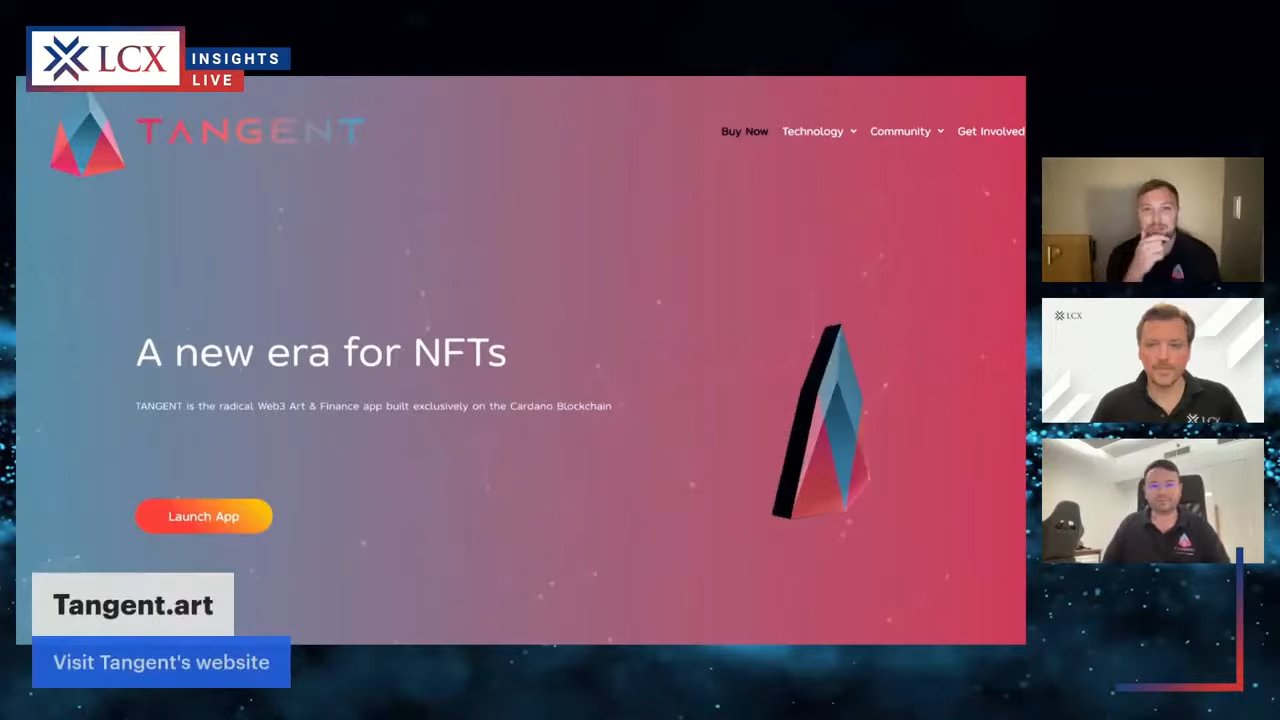 LCX
INSIGHTS
LIVE
TANGENT
Buy Now Technology Community Get Involved
A new era for NFTs
TANGENT is the radical Web3 Art & Finance app built exclusively on the Cardano Blockchain
Launch App
Tangent.art
Visit Tangent's website
LCX
LCX